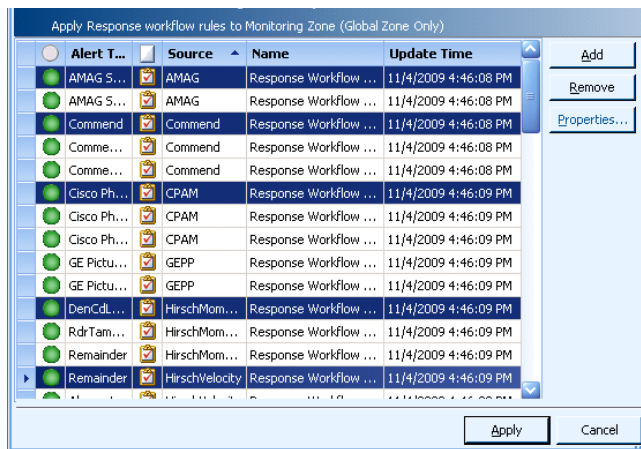 Apply Response workflow rules to Monitoring Zone (Global Zone Only)
Alert T... Source Name Update Time
AMAG S... AMAG Response Workflow ... 11/4/2009 4:46:08 PM
AMAG S... AMAG Response Workflow ... 11/4/2009 4:46:08 PM
Commend Commend Response Workflow ... 11/4/2009 4:46:08 PM
Comme... Commend Response Workflow ... 11/4/2009 4:46:08 PM
Comme... Commend Response Workflow ... 11/4/2009 4:46:08 PM
Cisco Ph... CPAM Response Workflow ... 11/4/2009 4:46:09 PM
Cisco Ph... CPAM Response Workflow ... 11/4/2009 4:46:09 PM
Cisco Ph... CPAM Response Workflow ... 11/4/2009 4:46:09 PM
GE Pictu... GEPP Response Workflow ... 11/4/2009 4:46:09 PM
GE Pictu... GEPP Response Workflow ... 11/4/2009 4:46:09 PM
DenCdL... HirschMom... Response Workflow ... 11/4/2009 4:46:09 PM
RdrTam... HirschMom... Response Workflow ... 11/4/2009 4:46:09 PM
Remainder HirschMom... Response Workflow ... 11/4/2009 4:46:09 PM
Remainder HirschVelocity Response Workflow ... 11/4/2009 4:46:09 PM
Add
Remove
Properties...
Apply Cancel